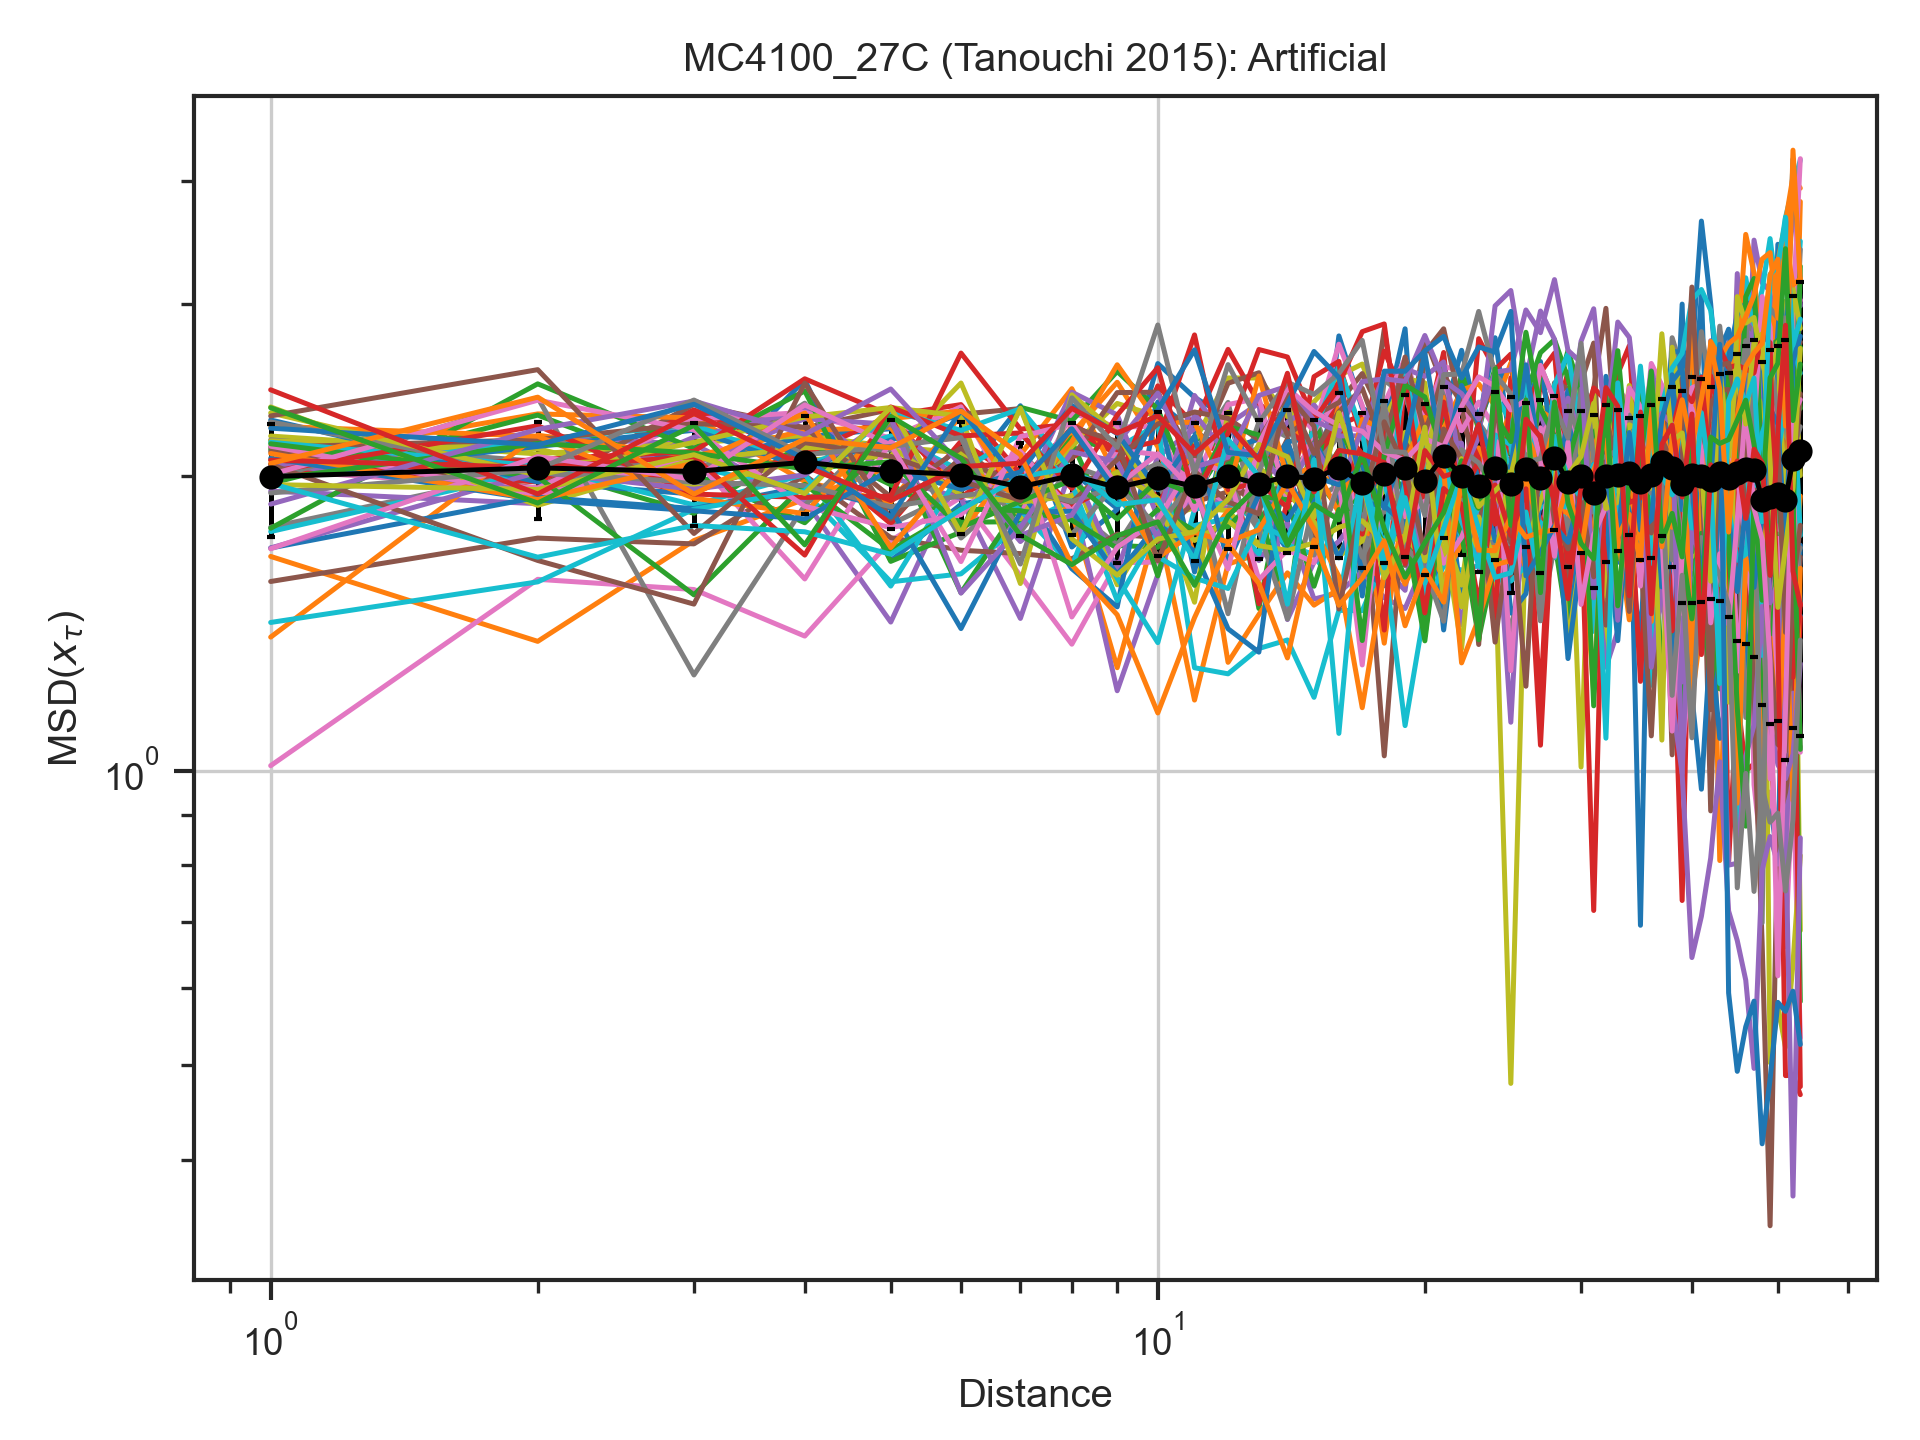 MC4100_27C (Tanouchi 2015): Artificial
MSD(xτ)
10⁰
10⁰
10¹
Distance